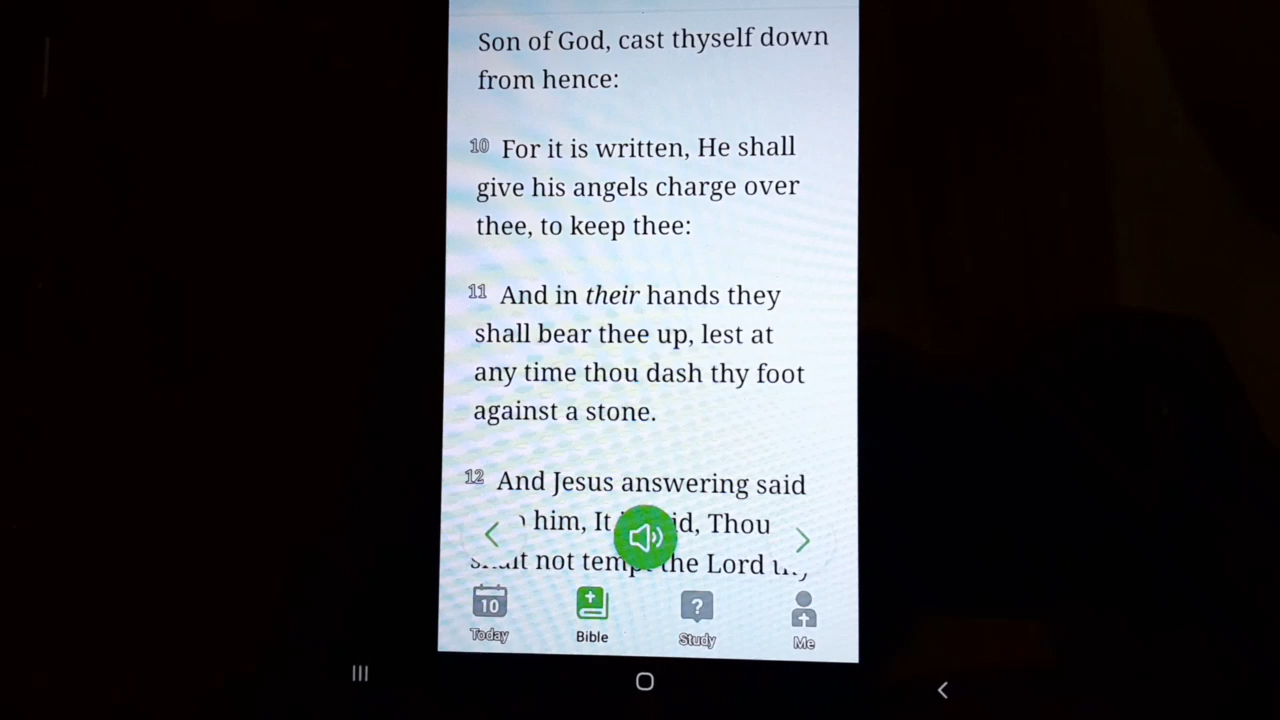 Son of God, cast thyself down
from hence:
10 For it is written, He shall
give his angels charge over
thee, to keep thee:
11 And in their hands they
shall bear thee up, lest at
any time thou dash thy foot
against a stone.
12 And Jesus answering said
him, It Thou
not the Lord
10
Today
Bible
?
Study
Me